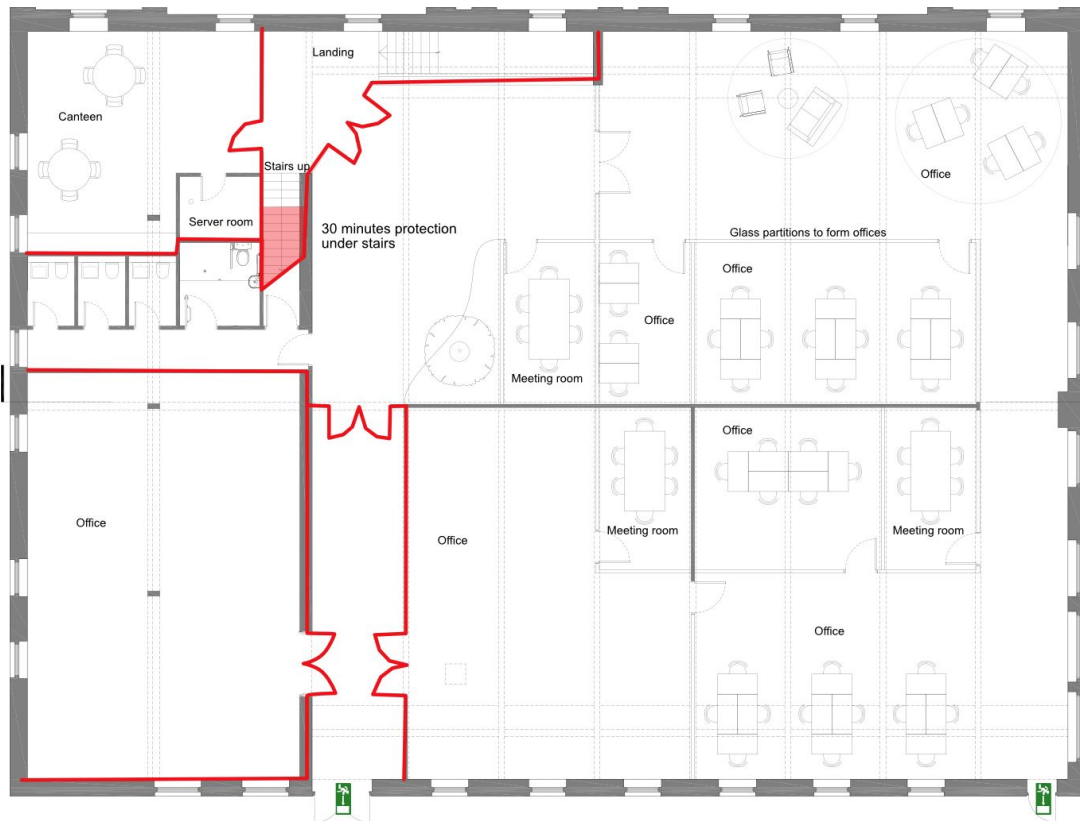 Landing
Canteen
Stairs up
Office
Server room
30 minutes protection
under stairs
Glass partitions to form offices
Office
Office
Meeting room
Office
Meeting room
Meeting room
Office
Office
Office